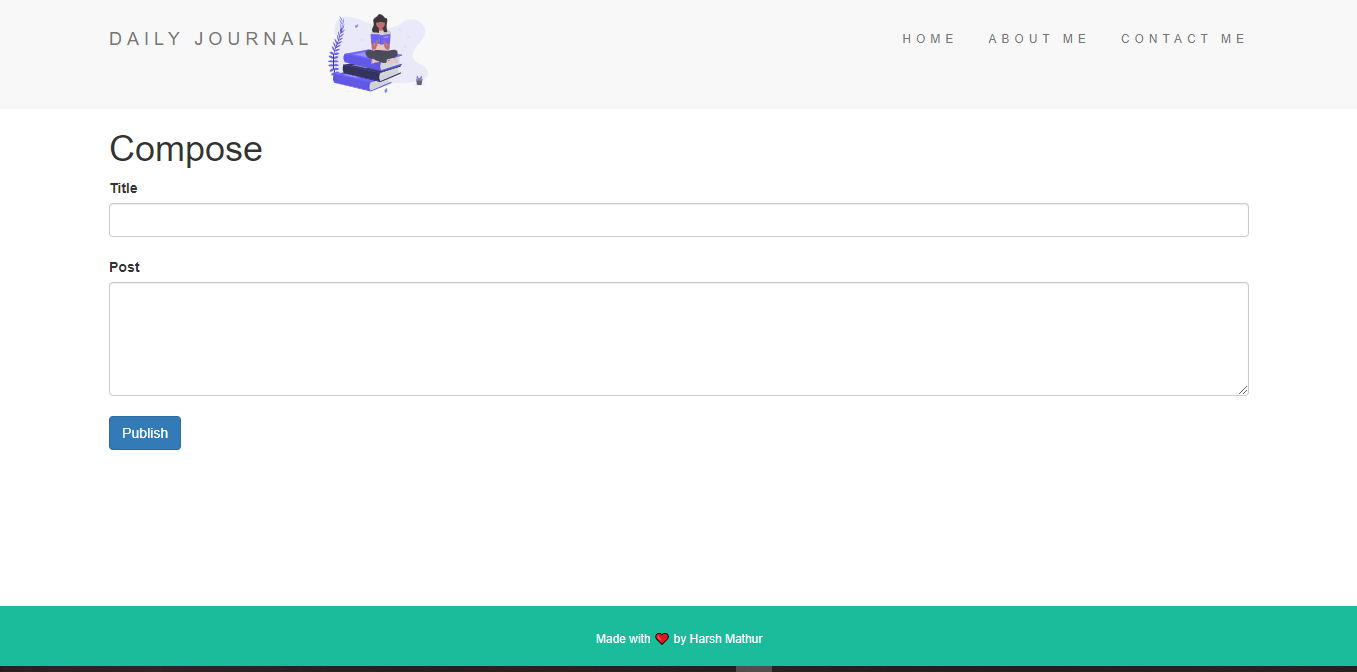 DAILY JOURNAL
HOME ABOUT ME CONTACT ME
Compose
Title
Post
Publish
Made with ❤ by Harsh Mathur